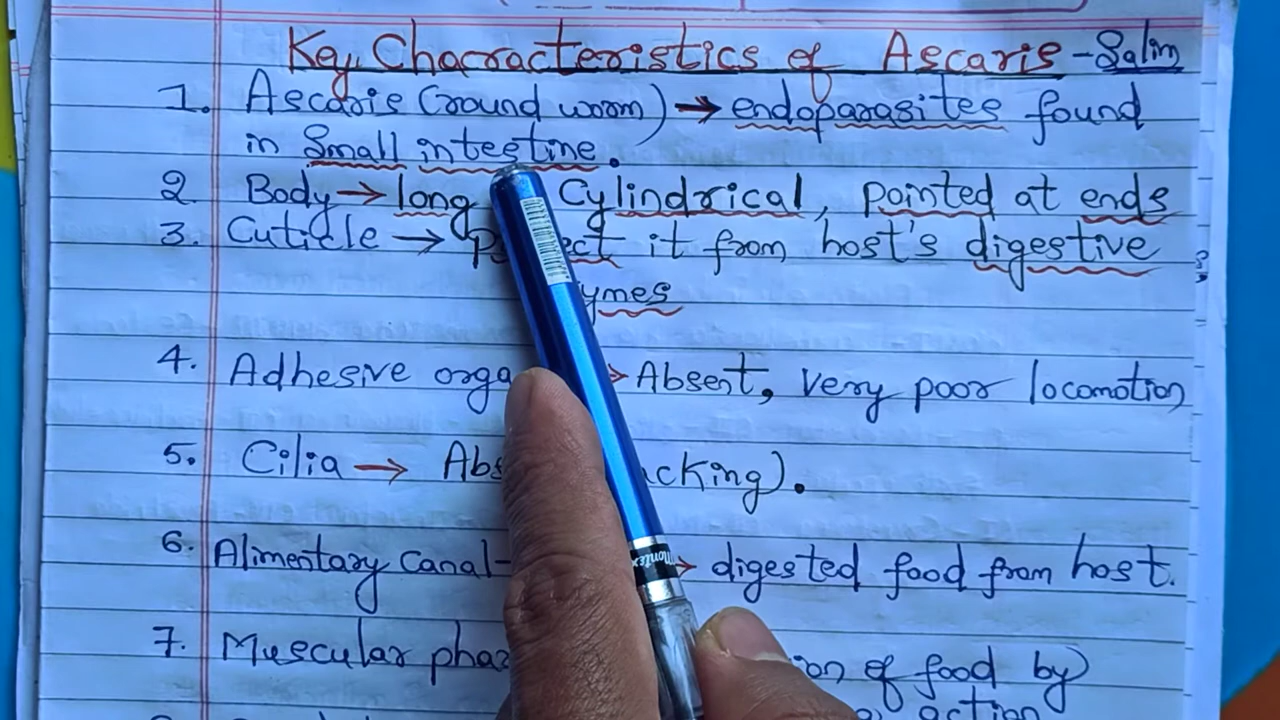 Key Characteristics of Ascaris - Salim
1. Ascaris (round worm) → endoparasites found
in Small intestine.
2. Body → long Cylindrical, pointed at ends
3. Cuticle → it from host's digestive
4. Adhesive → Absent, Very poor locomotion
5. Cilia →
6. Alimentary Canal- → digested food from host.
7. Muscular of food by
action
Montex